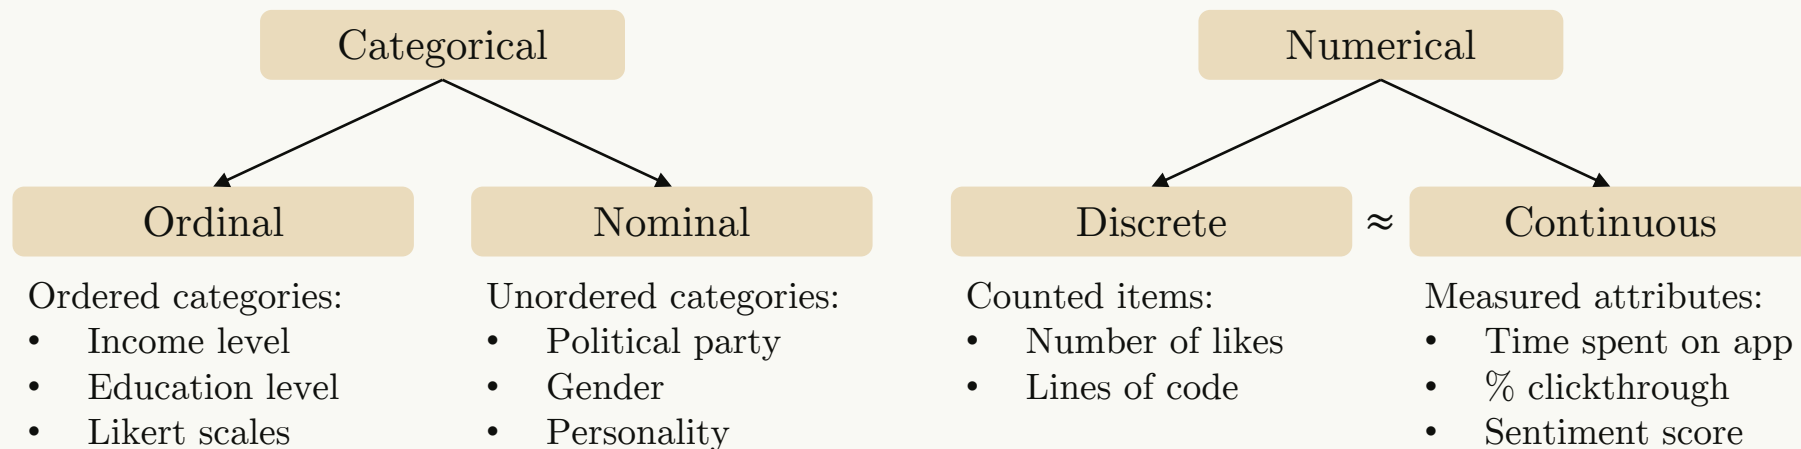 Categorical
Numerical
Ordinal
Nominal
Discrete
≈
Continuous
Ordered categories:
• Income level
• Education level
• Likert scales
Unordered categories:
• Political party
• Gender
• Personality
Counted items:
• Number of likes
• Lines of code
Measured attributes:
• Time spent on app
• % clickthrough
• Sentiment score